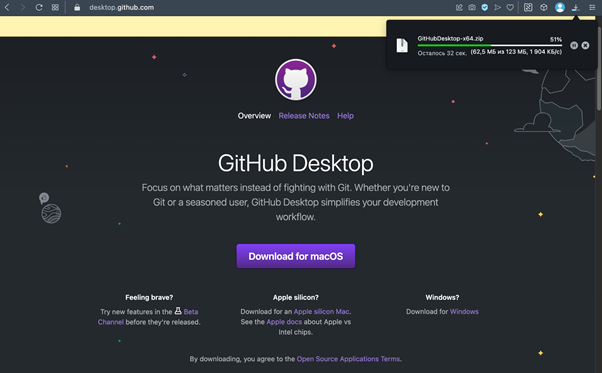 desktop.github.com
GitHubDesktop-x64.zip 51%
Осталось 32 сек. (62,5 МБ из 123 МБ, 1 904 КБ/с)
Overview Release Notes Help
GitHub Desktop
Focus on what matters instead of fighting with Git. Whether you're new to
Git or a seasoned user, GitHub Desktop simplifies your development
workflow.
Download for macOS
Feeling brave?
Try new features in the Beta
Channel before they're released.
Apple silicon?
Download for an Apple silicon Mac.
See the Apple docs about Apple vs
Intel chips.
Windows?
Download for Windows
By downloading, you agree to the Open Source Applications Terms.